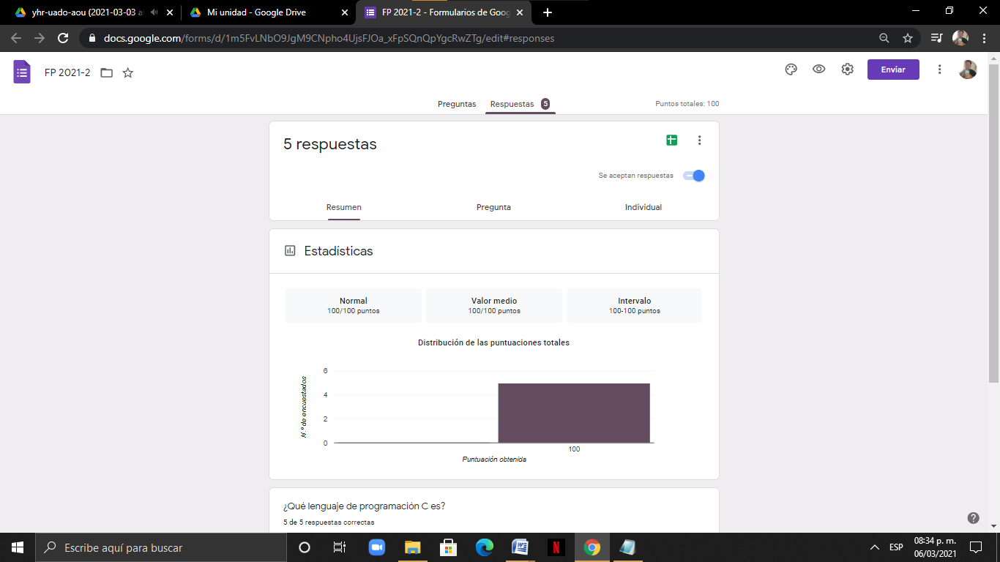 yhr-uado-aou (2021-03-03 a
Mi unidad - Google Drive
FP 2021-2 - Formularios de Goog
docs.google.com/forms/d/1m5FvLNbO9JgM9CNpho4UjsFJOa_xFpSQnQpYgcRwZTg/edit#responses
FP 2021-2
Enviar
Preguntas
Respuestas 5
Puntos totales: 100
5 respuestas
Se aceptan respuestas
Resumen
Pregunta
Individual
Estadísticas
Normal
100/100 puntos
Valor medio
100/100 puntos
Intervalo
100-100 puntos
Distribución de las puntuaciones totales
N.º de encuestados
6
4
2
0
100
Puntuación obtenida
¿Qué lenguaje de programación C es?
5 de 5 respuestas correctas
Escribe aquí para buscar
W
N
ESP
08:34 p. m.
06/03/2021